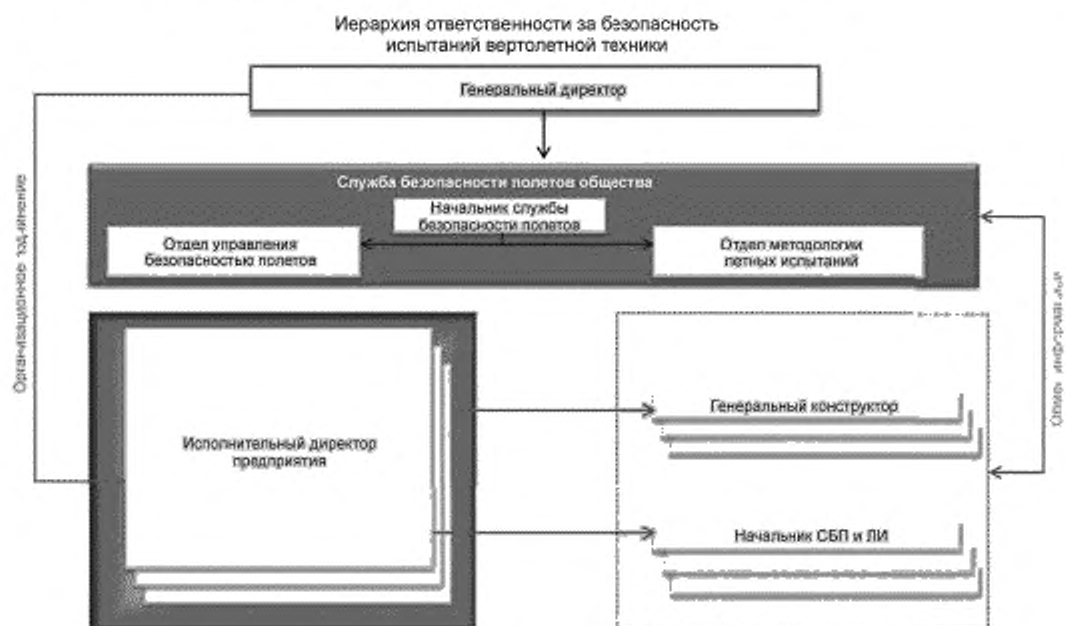 Иерархия ответственности за безопасность
испытаний вертолетной техники
Генеральный директор
Служба безопасности полетов общества
Начальник службы
безопасности полетов
Отдел управления
безопасностью полетов
Отдел методологии
летных испытаний
Организационное
Исполнительный директор
предприятия
Генеральный конструктор
Начальник СБП и ЛИ